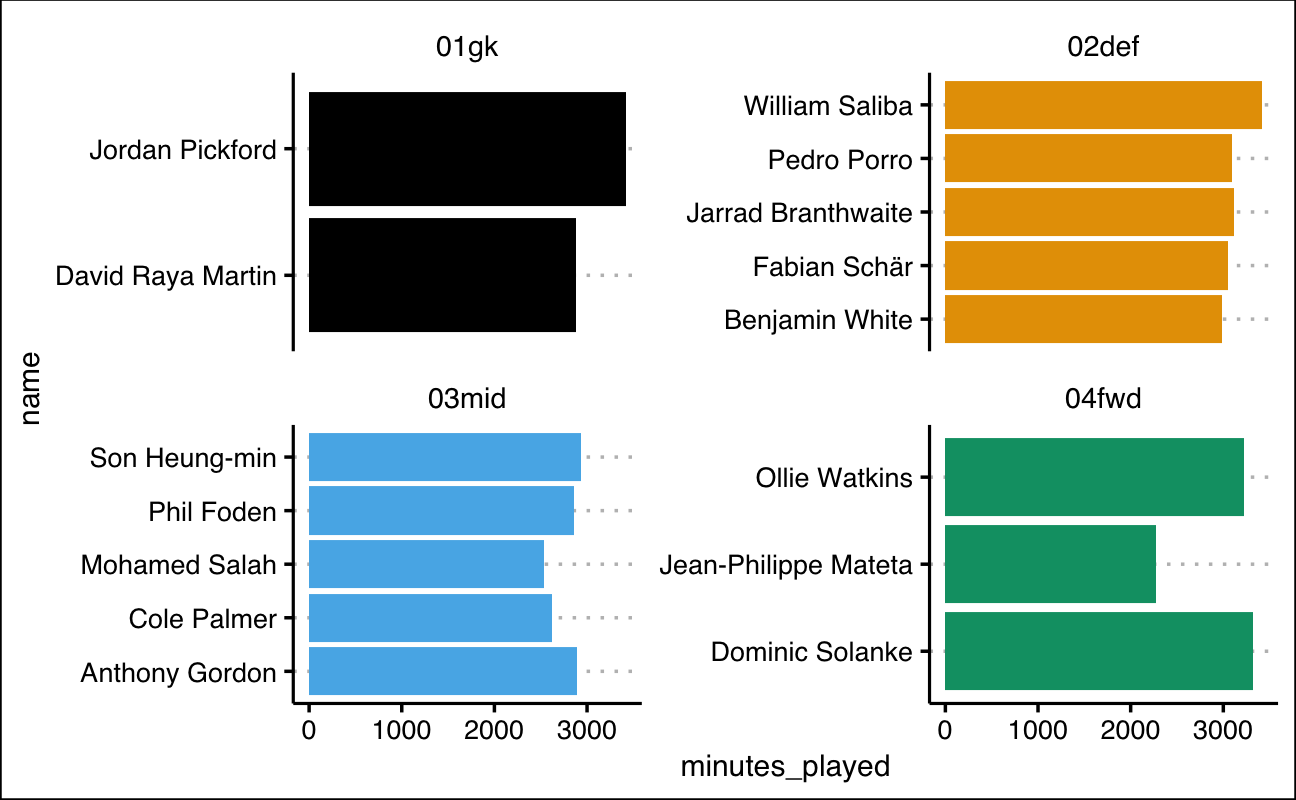 01gk
Jordan Pickford
David Raya Martin
02def
William Saliba
Pedro Porro
Jarrad Branthwaite
Fabian Schär
Benjamin White
name
03mid
Son Heung-min
Phil Foden
Mohamed Salah
Cole Palmer
Anthony Gordon
0 1000 2000 3000
04fwd
Ollie Watkins
Jean-Philippe Mateta
Dominic Solanke
0 1000 2000 3000
minutes_played